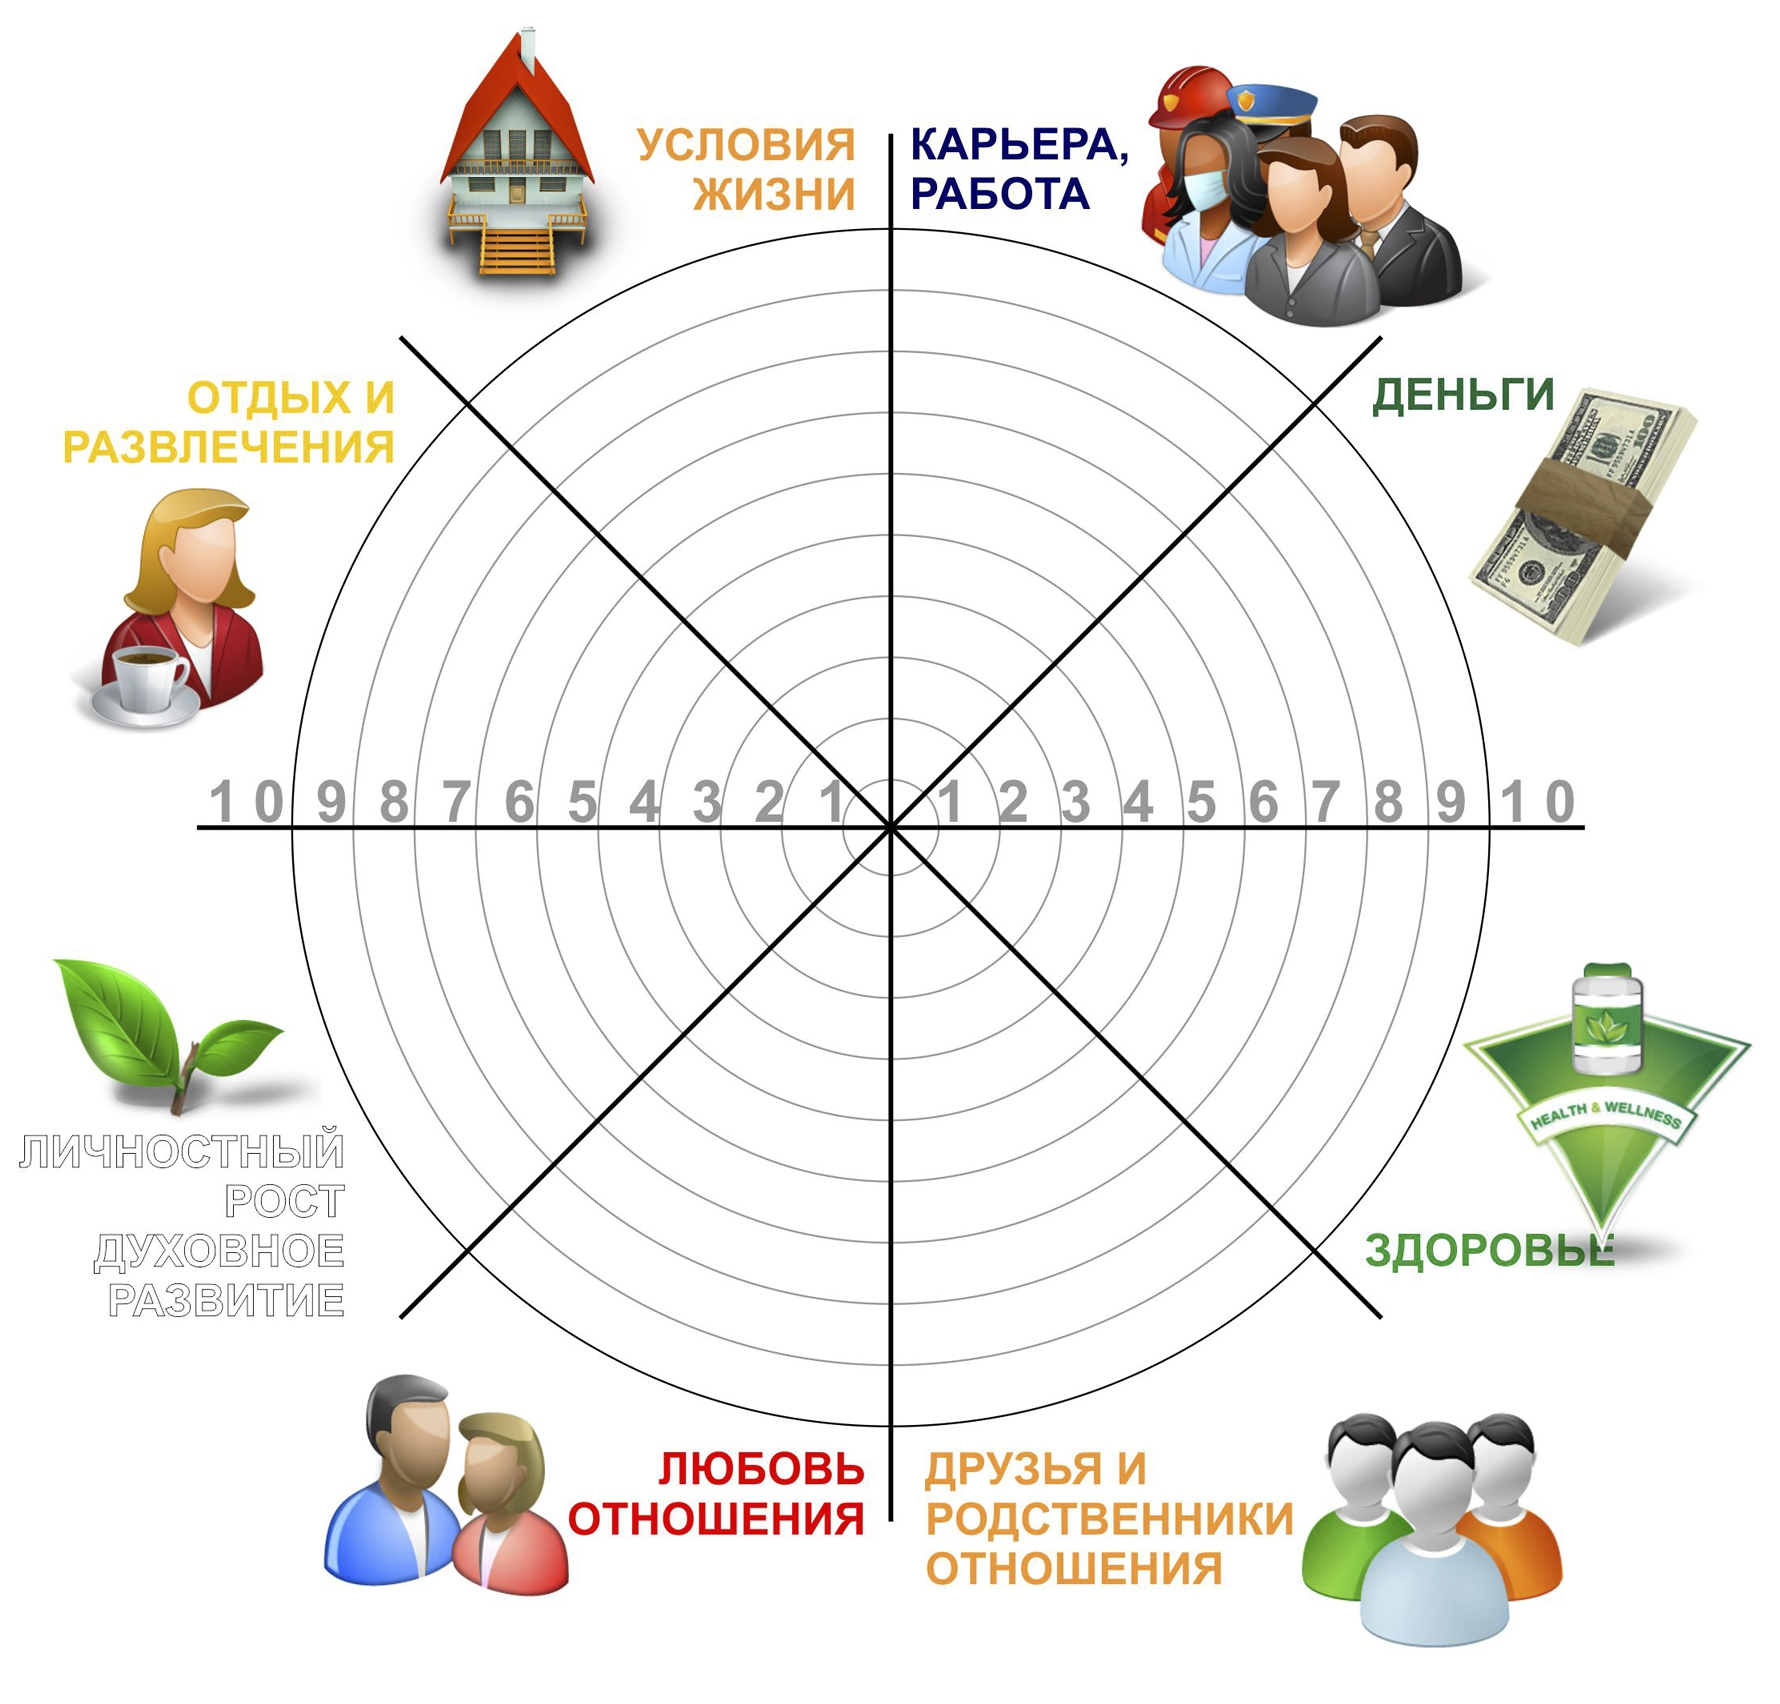 УСЛОВИЯ
ЖИЗНИ
КАРЬЕРА,
РАБОТА
ОТДЫХ И
РАЗВЛЕЧЕНИЯ
ДЕНЬГИ
100
10 9 8 7 6 5 4 3 2 1 1 2 3 4 5 6 7 8 9 10
HEALTH & WELLNESS
ЛИЧНОСТНЫЙ
РОСТ
ДУХОВНОЕ
РАЗВИТИЕ
ЗДОРОВЬЕ
ЛЮБОВЬ
ОТНОШЕНИЯ
ДРУЗЬЯ И
РОДСТВЕННИКИ
ОТНОШЕНИЯ